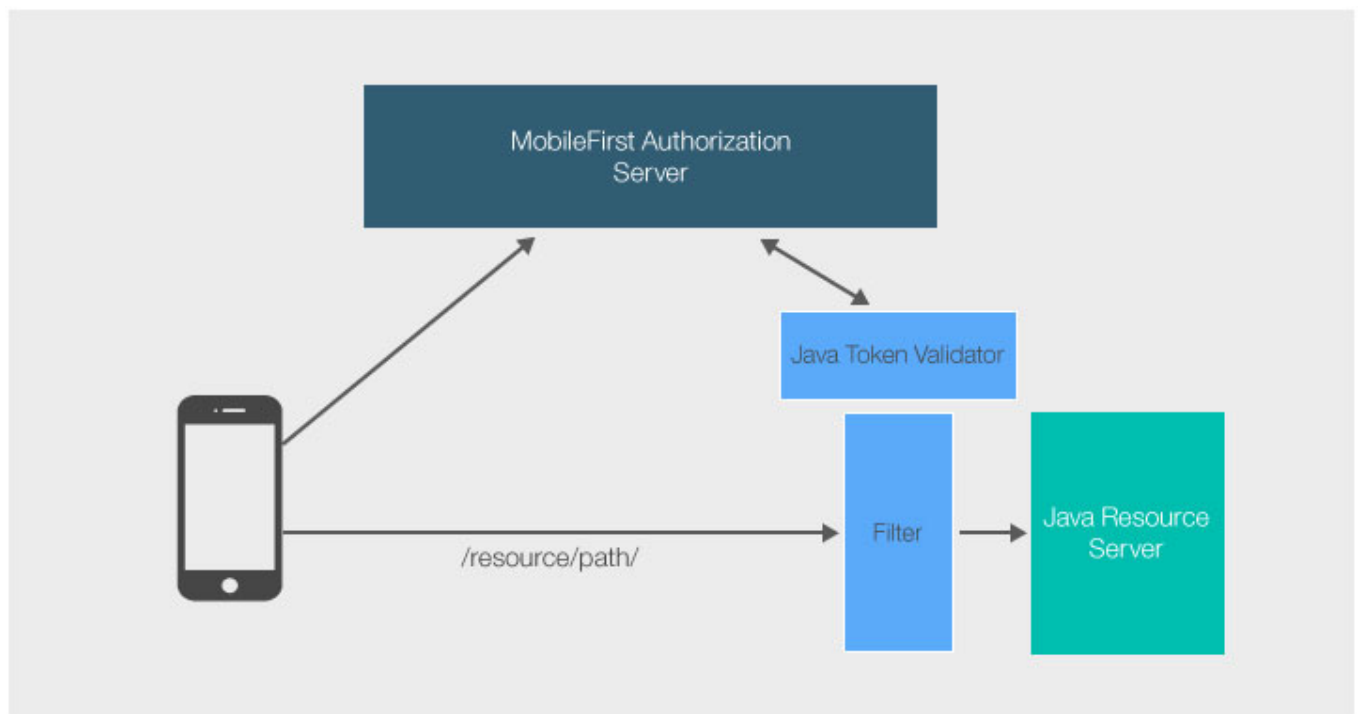 MobileFirst Authorization
Server
Java Token Validator
Filter
Java Resource
Server
/resource/path/